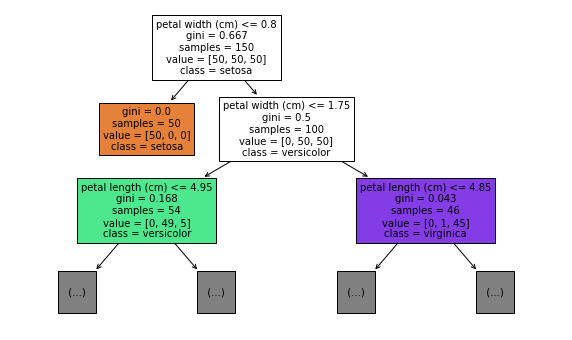 petal width (cm) <= 0.8
gini = 0.667
samples = 150
value = [50, 50, 50]
class = setosa
gini = 0.0
samples = 50
value = [50, 0, 0]
class = setosa
petal width (cm) <= 1.75
gini = 0.5
samples = 100
value = [0, 50, 50]
class = versicolor
petal length (cm) <= 4.95
gini = 0.168
samples = 54
value = [0, 49, 5]
class = versicolor
petal length (cm) <= 4.85
gini = 0.043
samples = 46
value = [0, 1, 45]
class = virginica
(...)
(...)
(...)
(...)